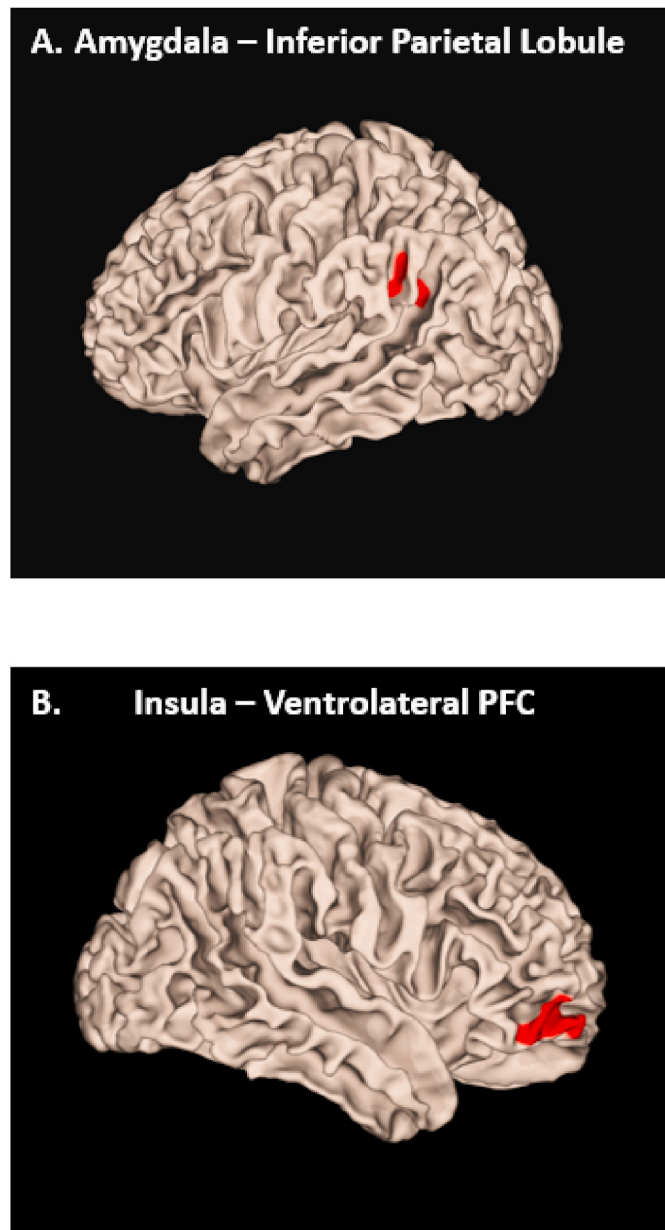 A. Amygdala – Inferior Parietal Lobule
B. Insula – Ventrolateral PFC